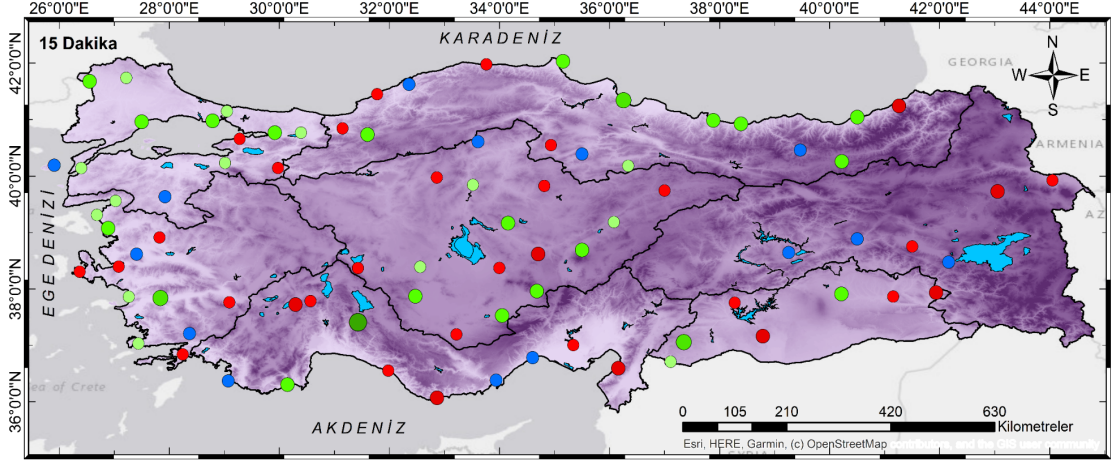 26°0'0"E 28°0'0"E 30°0'0"E 32°0'0"E 34°0'0"E 36°0'0"E 38°0'0"E 40°0'0"E 42°0'0"E 44°0'0"E
15 Dakika
KARADENİZ
N
W E
S
GEORGIA
42°0'0"N
ARMENIA
40°0'0"N
AZ
EGE DENİZİ
38°0'0"N
36°0'0"N
Sea of Crete
AKDENİZ
0 105 210 420 630
Kilometreler
Esri, HERE, Garmin, (c) OpenStreetMap contributors, and the GIS user community
SYRIA